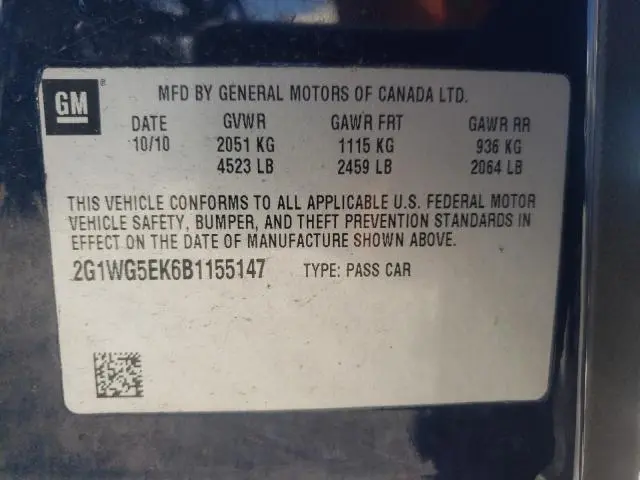 GM ®
MFD BY GENERAL MOTORS OF CANADA LTD.
DATE GVWR GAWR FRT GAWR RR
10/10 2051 KG 1115 KG 936 KG
4523 LB 2459 LB 2064 LB
THIS VEHICLE CONFORMS TO ALL APPLICABLE U.S. FEDERAL MOTOR
VEHICLE SAFETY, BUMPER, AND THEFT PREVENTION STANDARDS IN
EFFECT ON THE DATE OF MANUFACTURE SHOWN ABOVE.
2G1WG5EK6B1155147 TYPE: PASS CAR